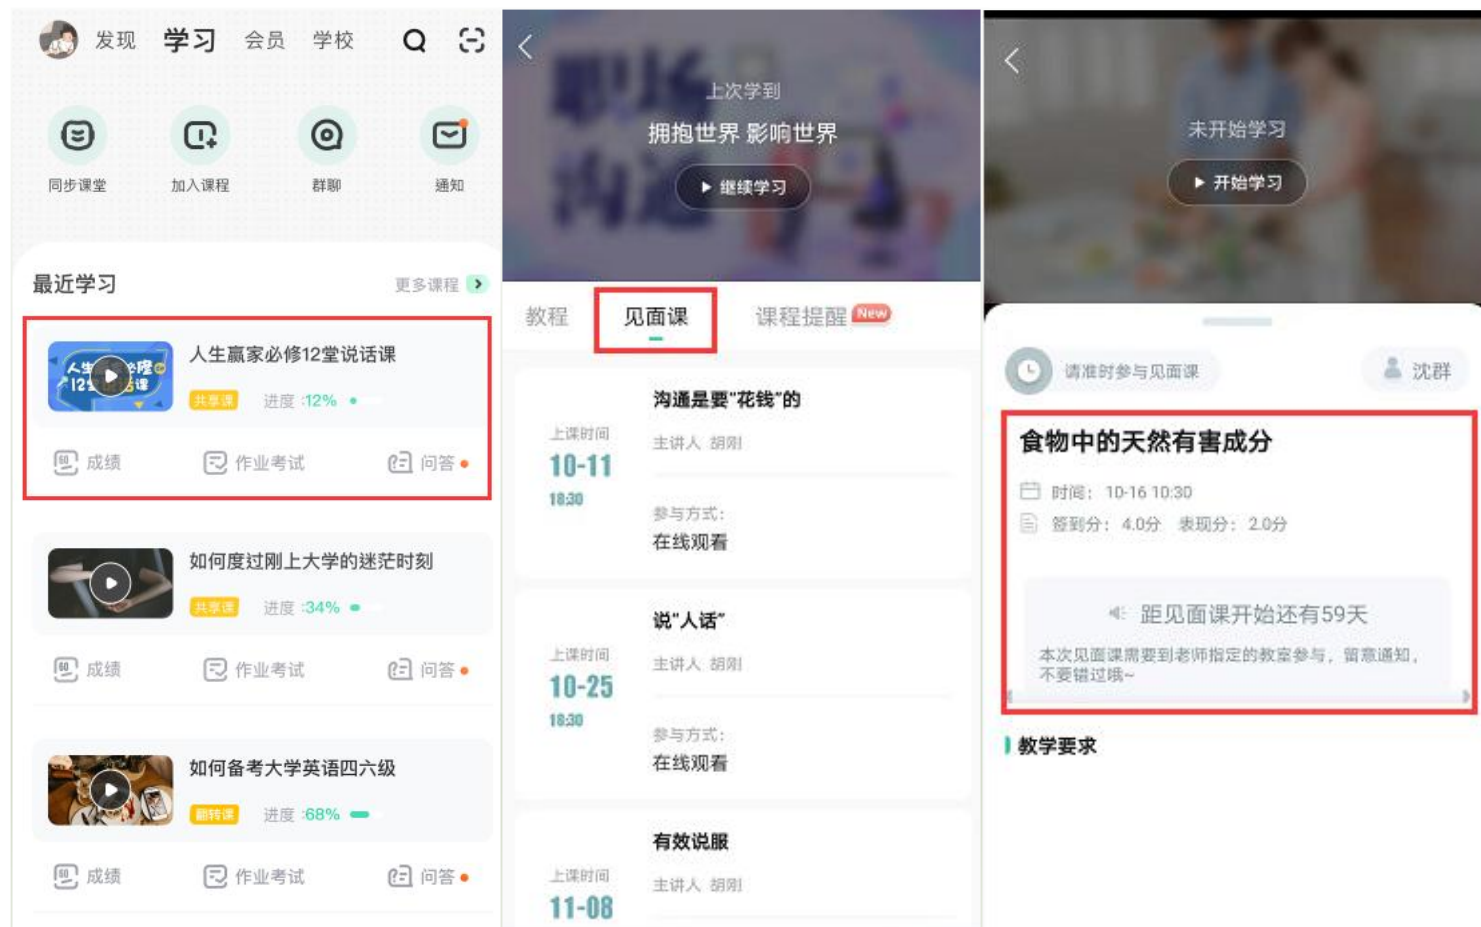 发现 学习 会员 学校
同步课堂 加入课程 群聊 通知
最近学习 更多课程
人生赢家必修12堂说话课
共享课 进度:12%
成绩 作业考试 问答
如何度过刚上大学的迷茫时刻
共享课 进度:34%
成绩 作业考试 问答
如何备考大学英语四六级
翻转课 进度:68%
成绩 作业考试 问答
职场
沟通
上次学到
拥抱世界 影响世界
继续学习
教程 见面课 课程提醒 New
沟通是要"花钱"的
上课时间
10-11
18:30
主讲人 胡刚
参与方式:
在线观看
说"人话"
上课时间
10-25
18:30
主讲人 胡刚
参与方式:
在线观看
有效说服
上课时间
11-08
主讲人 胡刚
未开始学习
开始学习
请准时参与见面课 沈群
食物中的天然有害成分
时间: 10-16 10:30
签到分: 4.0分 表现分: 2.0分
距见面课开始还有59天
本次见面课需要到老师指定的教室参与，留意通知，
不要错过哦~
教学要求